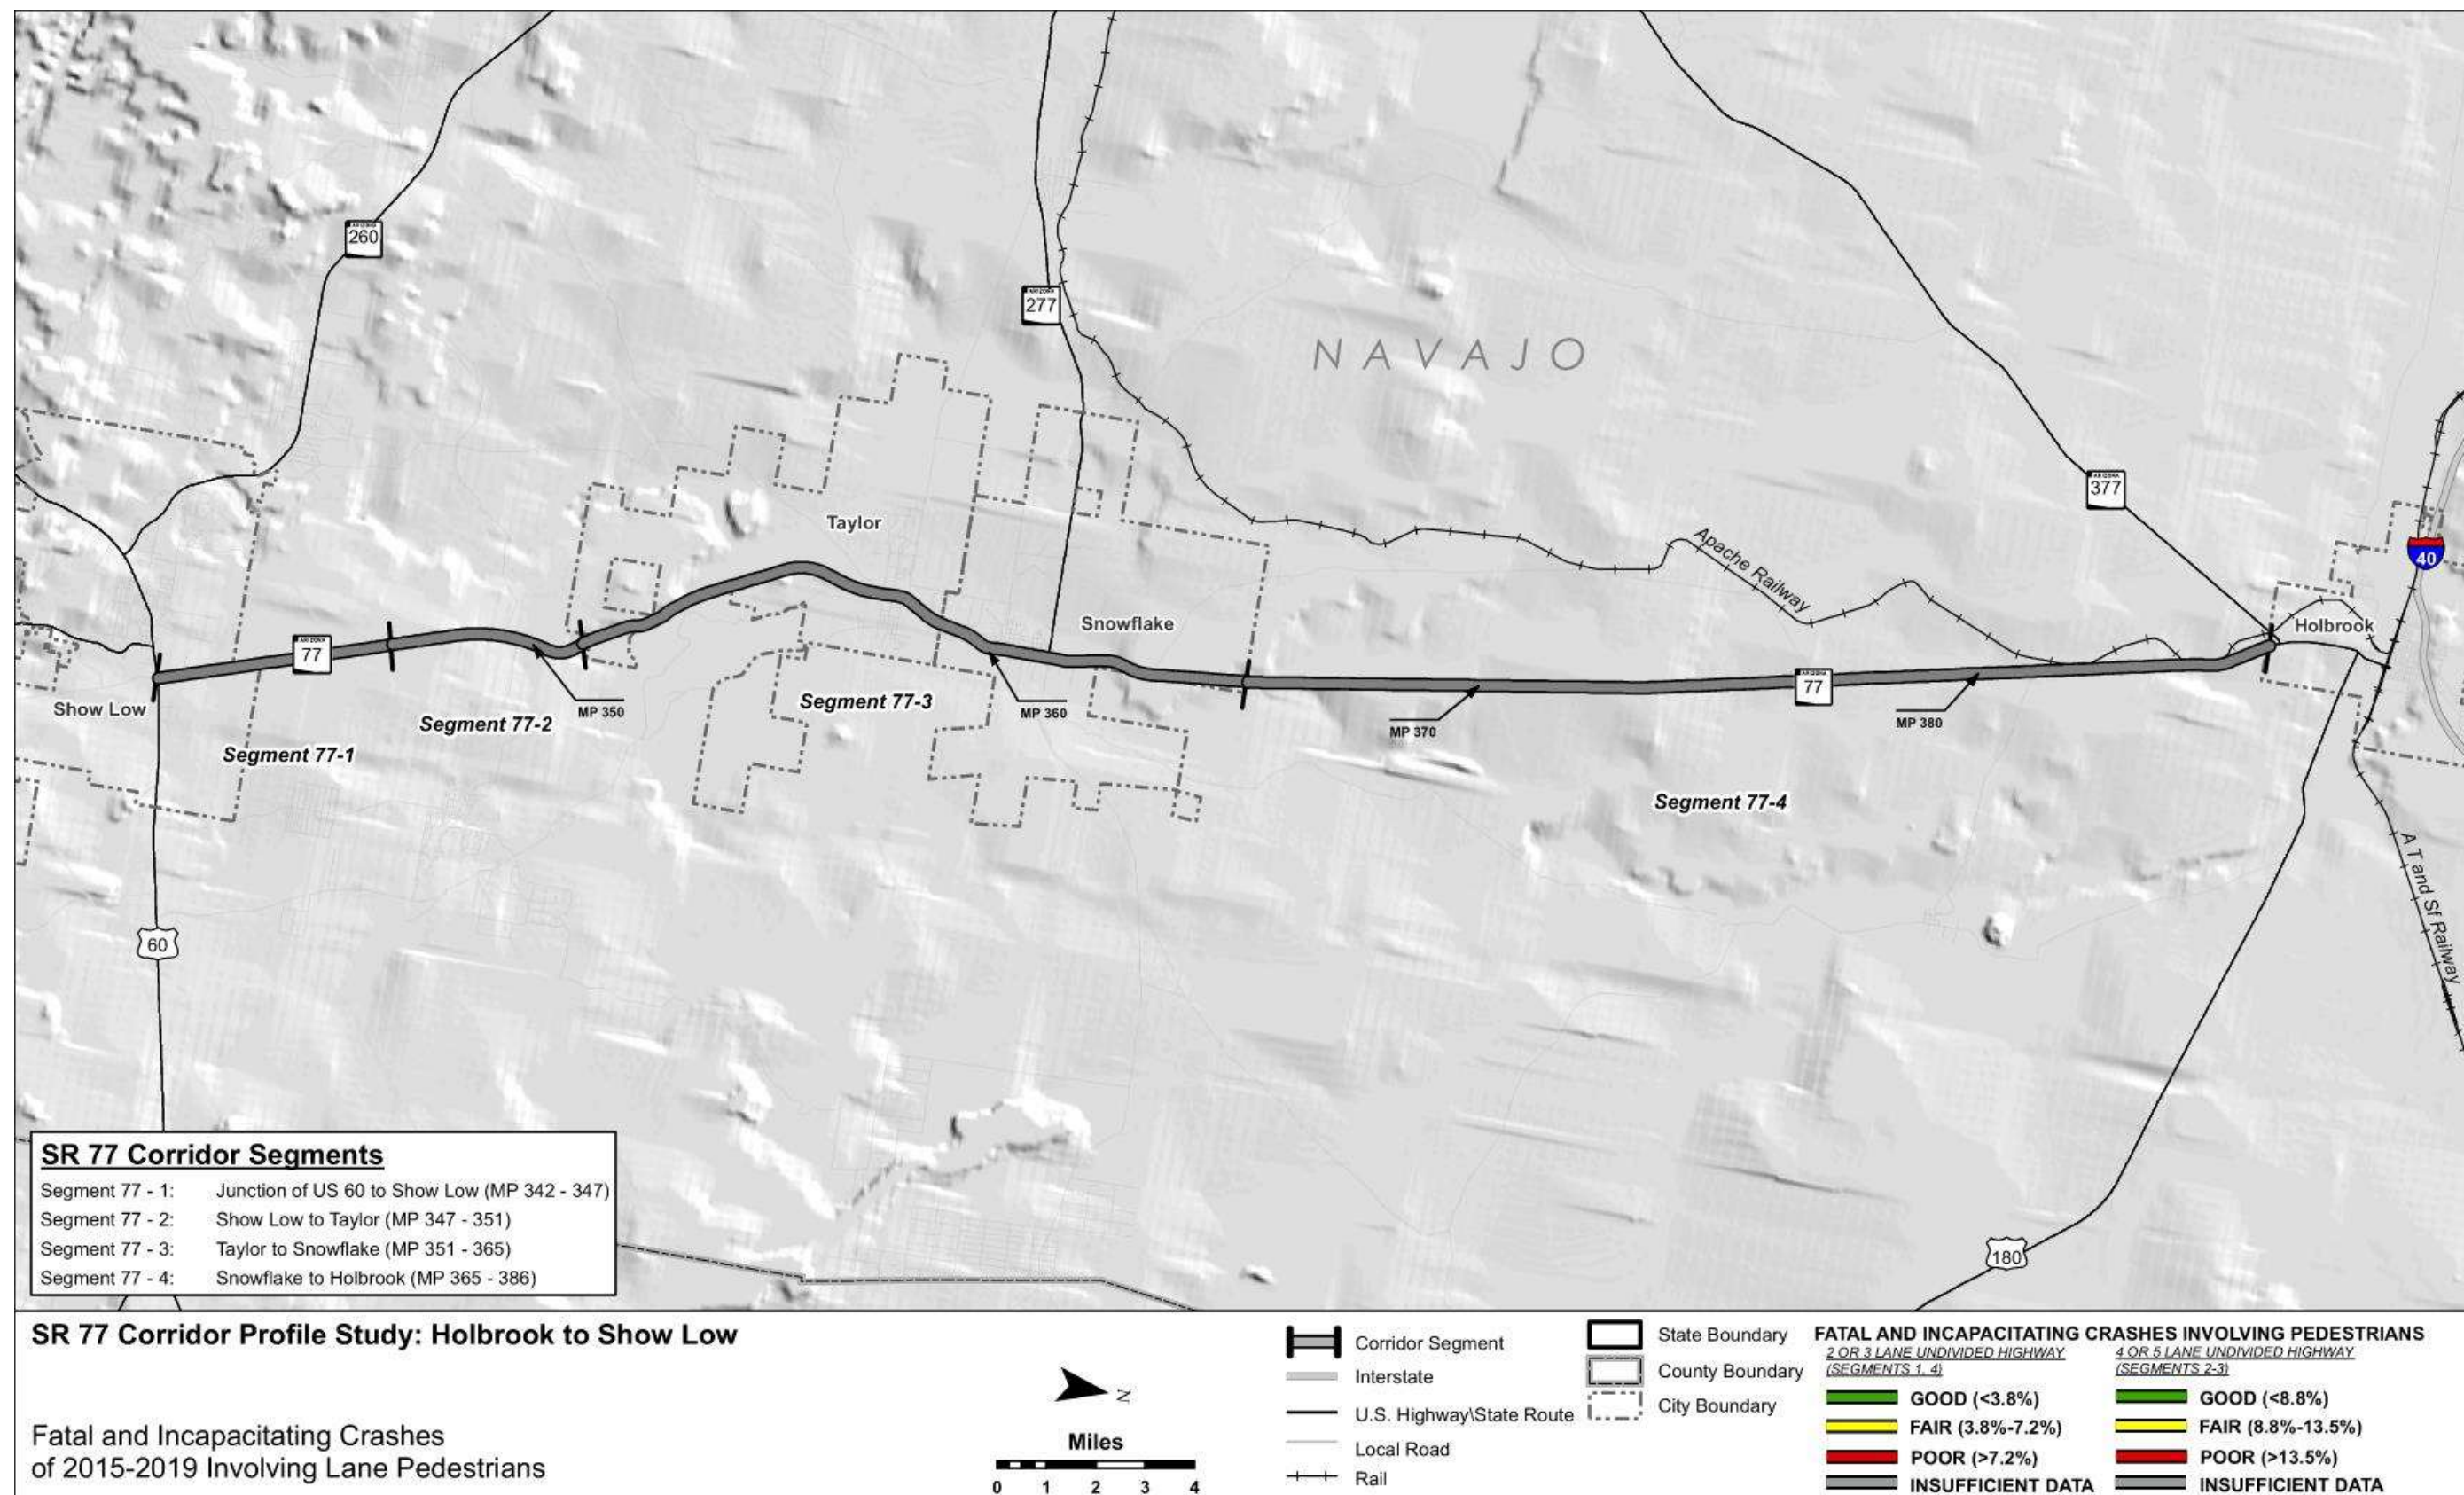 ARIZONA
260
ARIZONA
277
NAVAJO
ARIZONA
377
Taylor
Apache Railway
40
Snowflake
Holbrook
ARIZONA
77
ARIZONA
77
Show Low
Segment 77-1
Segment 77-2
MP 350
Segment 77-3
MP 360
MP 370
MP 380
Segment 77-4
A T and Sf Railway
60
180
SR 77 Corridor Segments
Segment 77 - 1: Junction of US 60 to Show Low (MP 342 - 347)
Segment 77 - 2: Show Low to Taylor (MP 347 - 351)
Segment 77 - 3: Taylor to Snowflake (MP 351 - 365)
Segment 77 - 4: Snowflake to Holbrook (MP 365 - 386)
SR 77 Corridor Profile Study: Holbrook to Show Low
Fatal and Incapacitating Crashes
of 2015-2019 Involving Lane Pedestrians
N
Miles
0 1 2 3 4
Corridor Segment
Interstate
U.S. Highway\State Route
Local Road
Rail
State Boundary
County Boundary
City Boundary
FATAL AND INCAPACITATING CRASHES INVOLVING PEDESTRIANS
2 OR 3 LANE UNDIVIDED HIGHWAY
(SEGMENTS 1, 4)
GOOD (<3.8%)
FAIR (3.8%-7.2%)
POOR (>7.2%)
INSUFFICIENT DATA
4 OR 5 LANE UNDIVIDED HIGHWAY
(SEGMENTS 2-3)
GOOD (<8.8%)
FAIR (8.8%-13.5%)
POOR (>13.5%)
INSUFFICIENT DATA